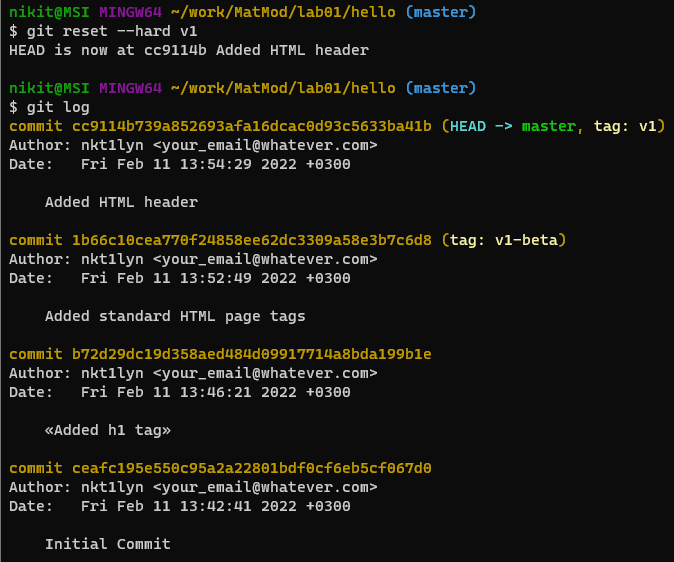 nikit@MSI MINGW64 ~/work/MatMod/lab01/hello (master)
$ git reset --hard v1
HEAD is now at cc9114b Added HTML header
nikit@MSI MINGW64 ~/work/MatMod/lab01/hello (master)
$ git log
commit cc9114b739a852693afa16dcac0d93c5633ba41b (HEAD -> master, tag: v1)
Author: nkt1lyn <your_email@whatever.com>
Date:   Fri Feb 11 13:54:29 2022 +0300
Added HTML header
commit 1b66c10cea770f24858ee62dc3309a58e3b7c6d8 (tag: v1-beta)
Author: nkt1lyn <your_email@whatever.com>
Date:   Fri Feb 11 13:52:49 2022 +0300
Added standard HTML page tags
commit b72d29dc19d358aed484d09917714a8bda199b1e
Author: nkt1lyn <your_email@whatever.com>
Date:   Fri Feb 11 13:46:21 2022 +0300
«Added h1 tag»
commit ceafc195e550c95a2a22801bdf0cf6eb5cf067d0
Author: nkt1lyn <your_email@whatever.com>
Date:   Fri Feb 11 13:42:41 2022 +0300
Initial Commit